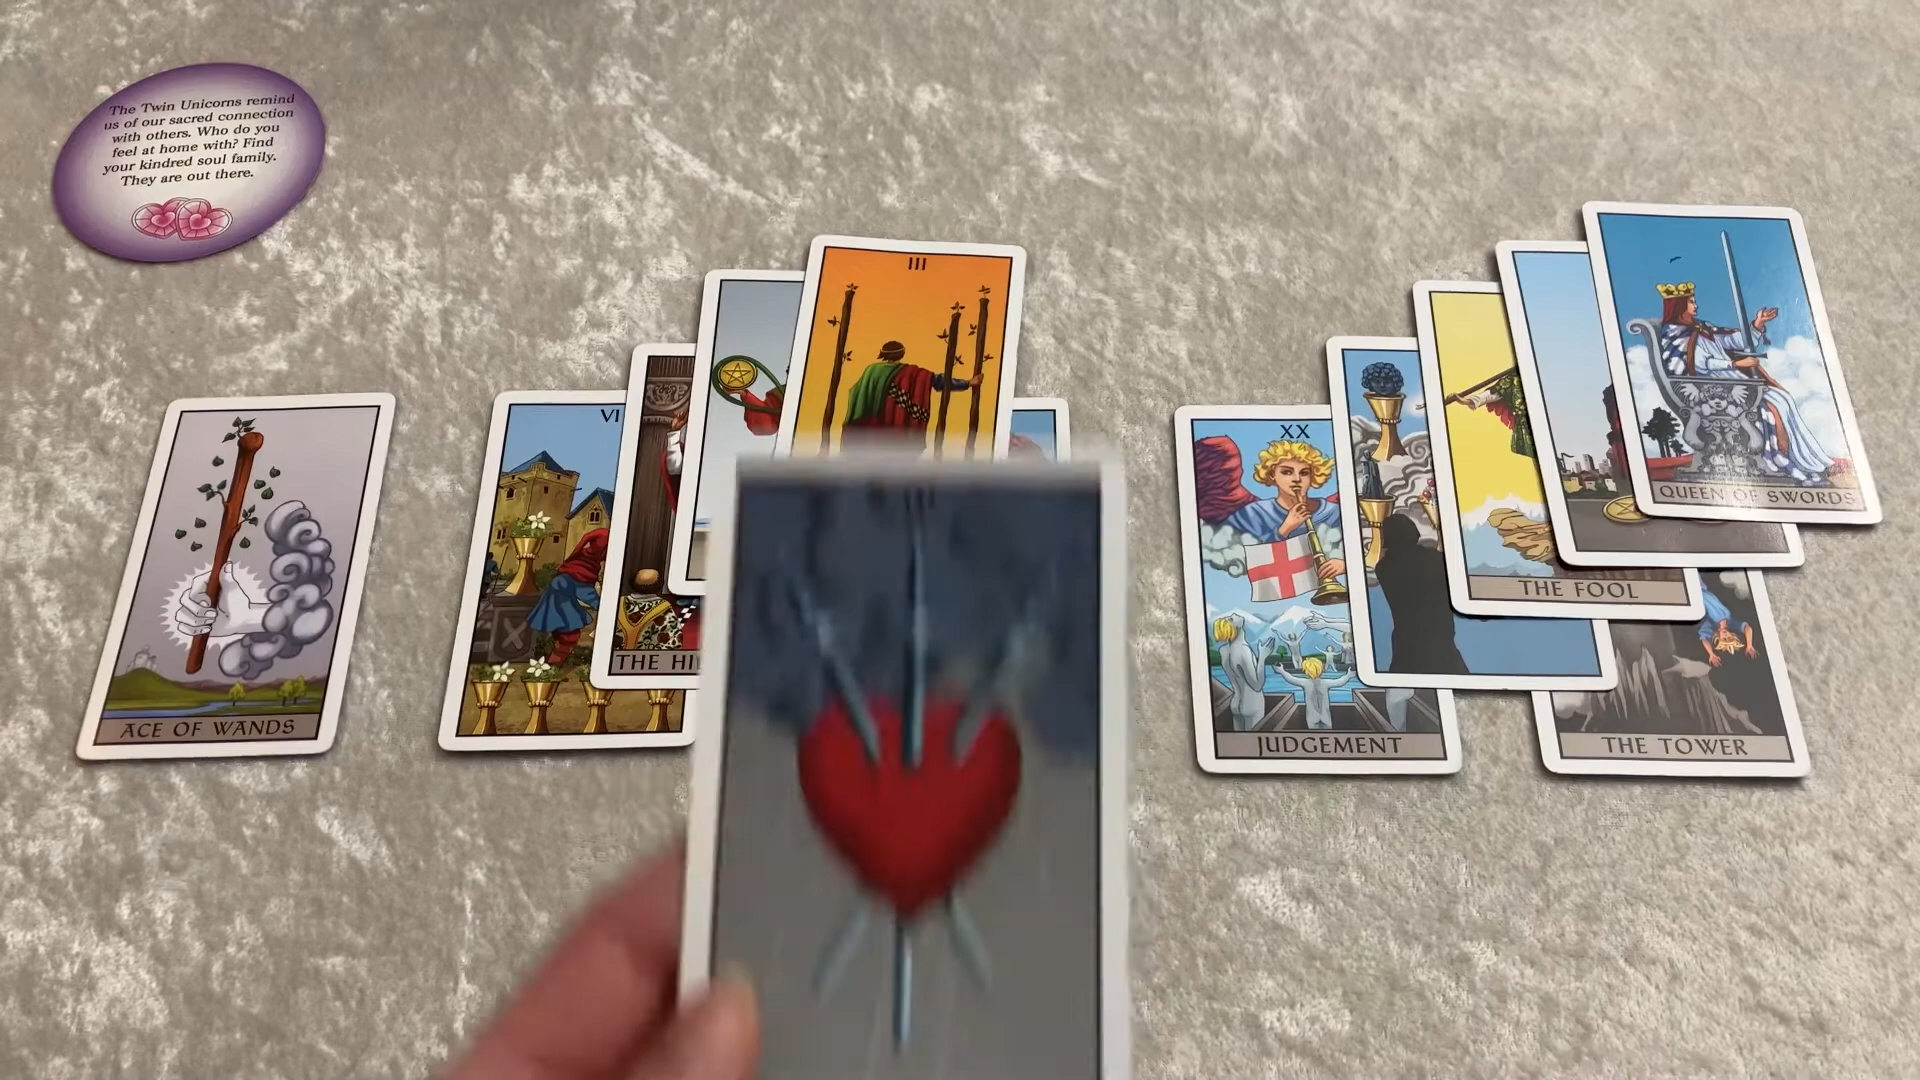 The Twin Unicorns remind
us of our sacred connection
with others. Who do you
feel at home with? Find
your kindred soul family.
They are out there.
III
QUEEN OF SWORDS
VI
XX
THE FOOL
THE
ACE OF WANDS
JUDGEMENT
THE TOWER